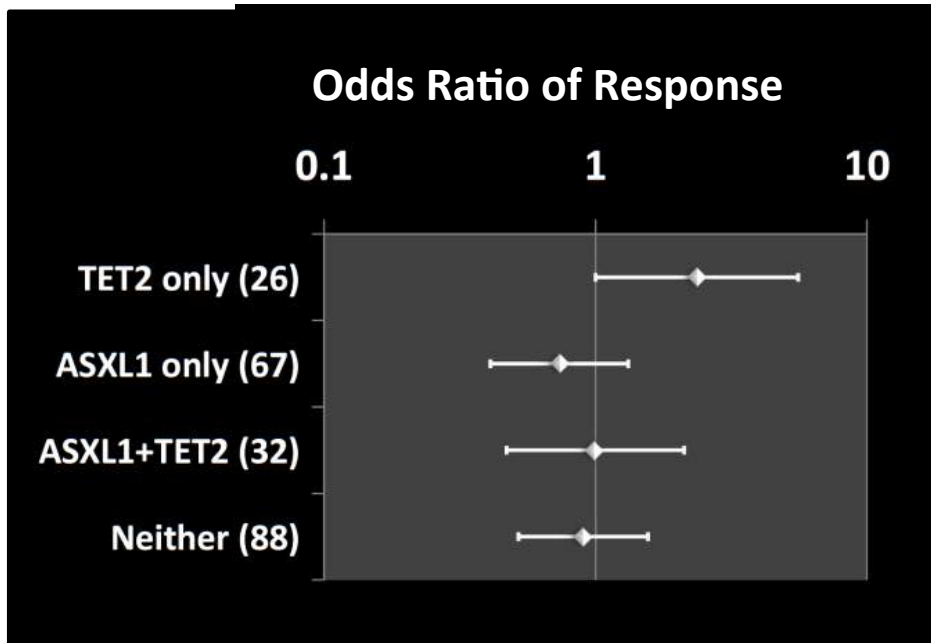 Odds Ratio of Response
0.1 1 10
TET2 only (26)
ASXL1 only (67)
ASXL1+TET2 (32)
Neither (88)